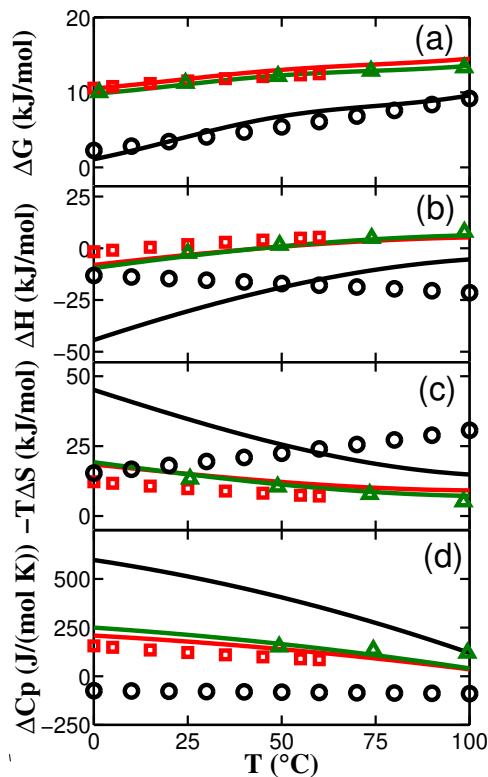 20
10
0
ΔG (kJ/mol)
(a)
25
0
−25
−50
ΔH (kJ/mol)
(b)
50
25
0
−TΔS (kJ/mol)
(c)
500
250
0
−250
ΔCp (J/(mol K))
(d)
0 25 50 75 100
T (°C)